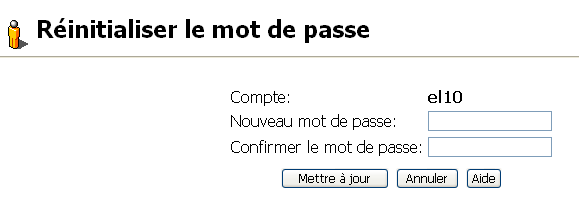 Réinitialiser le mot de passe
Compte: el10
Nouveau mot de passe:
Confirmer le mot de passe:
Mettre à jour Annuler Aide